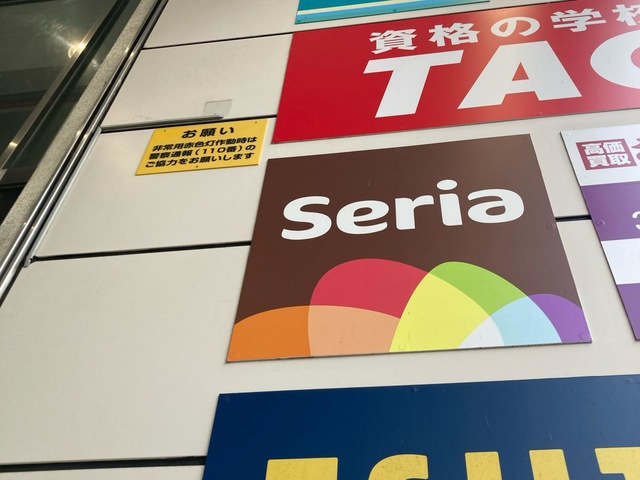 資格の学校
TAC
お願い
非常用赤色灯作動時は
警察通報(110番)の
ご協力をお願いします
高価
買取
Seria